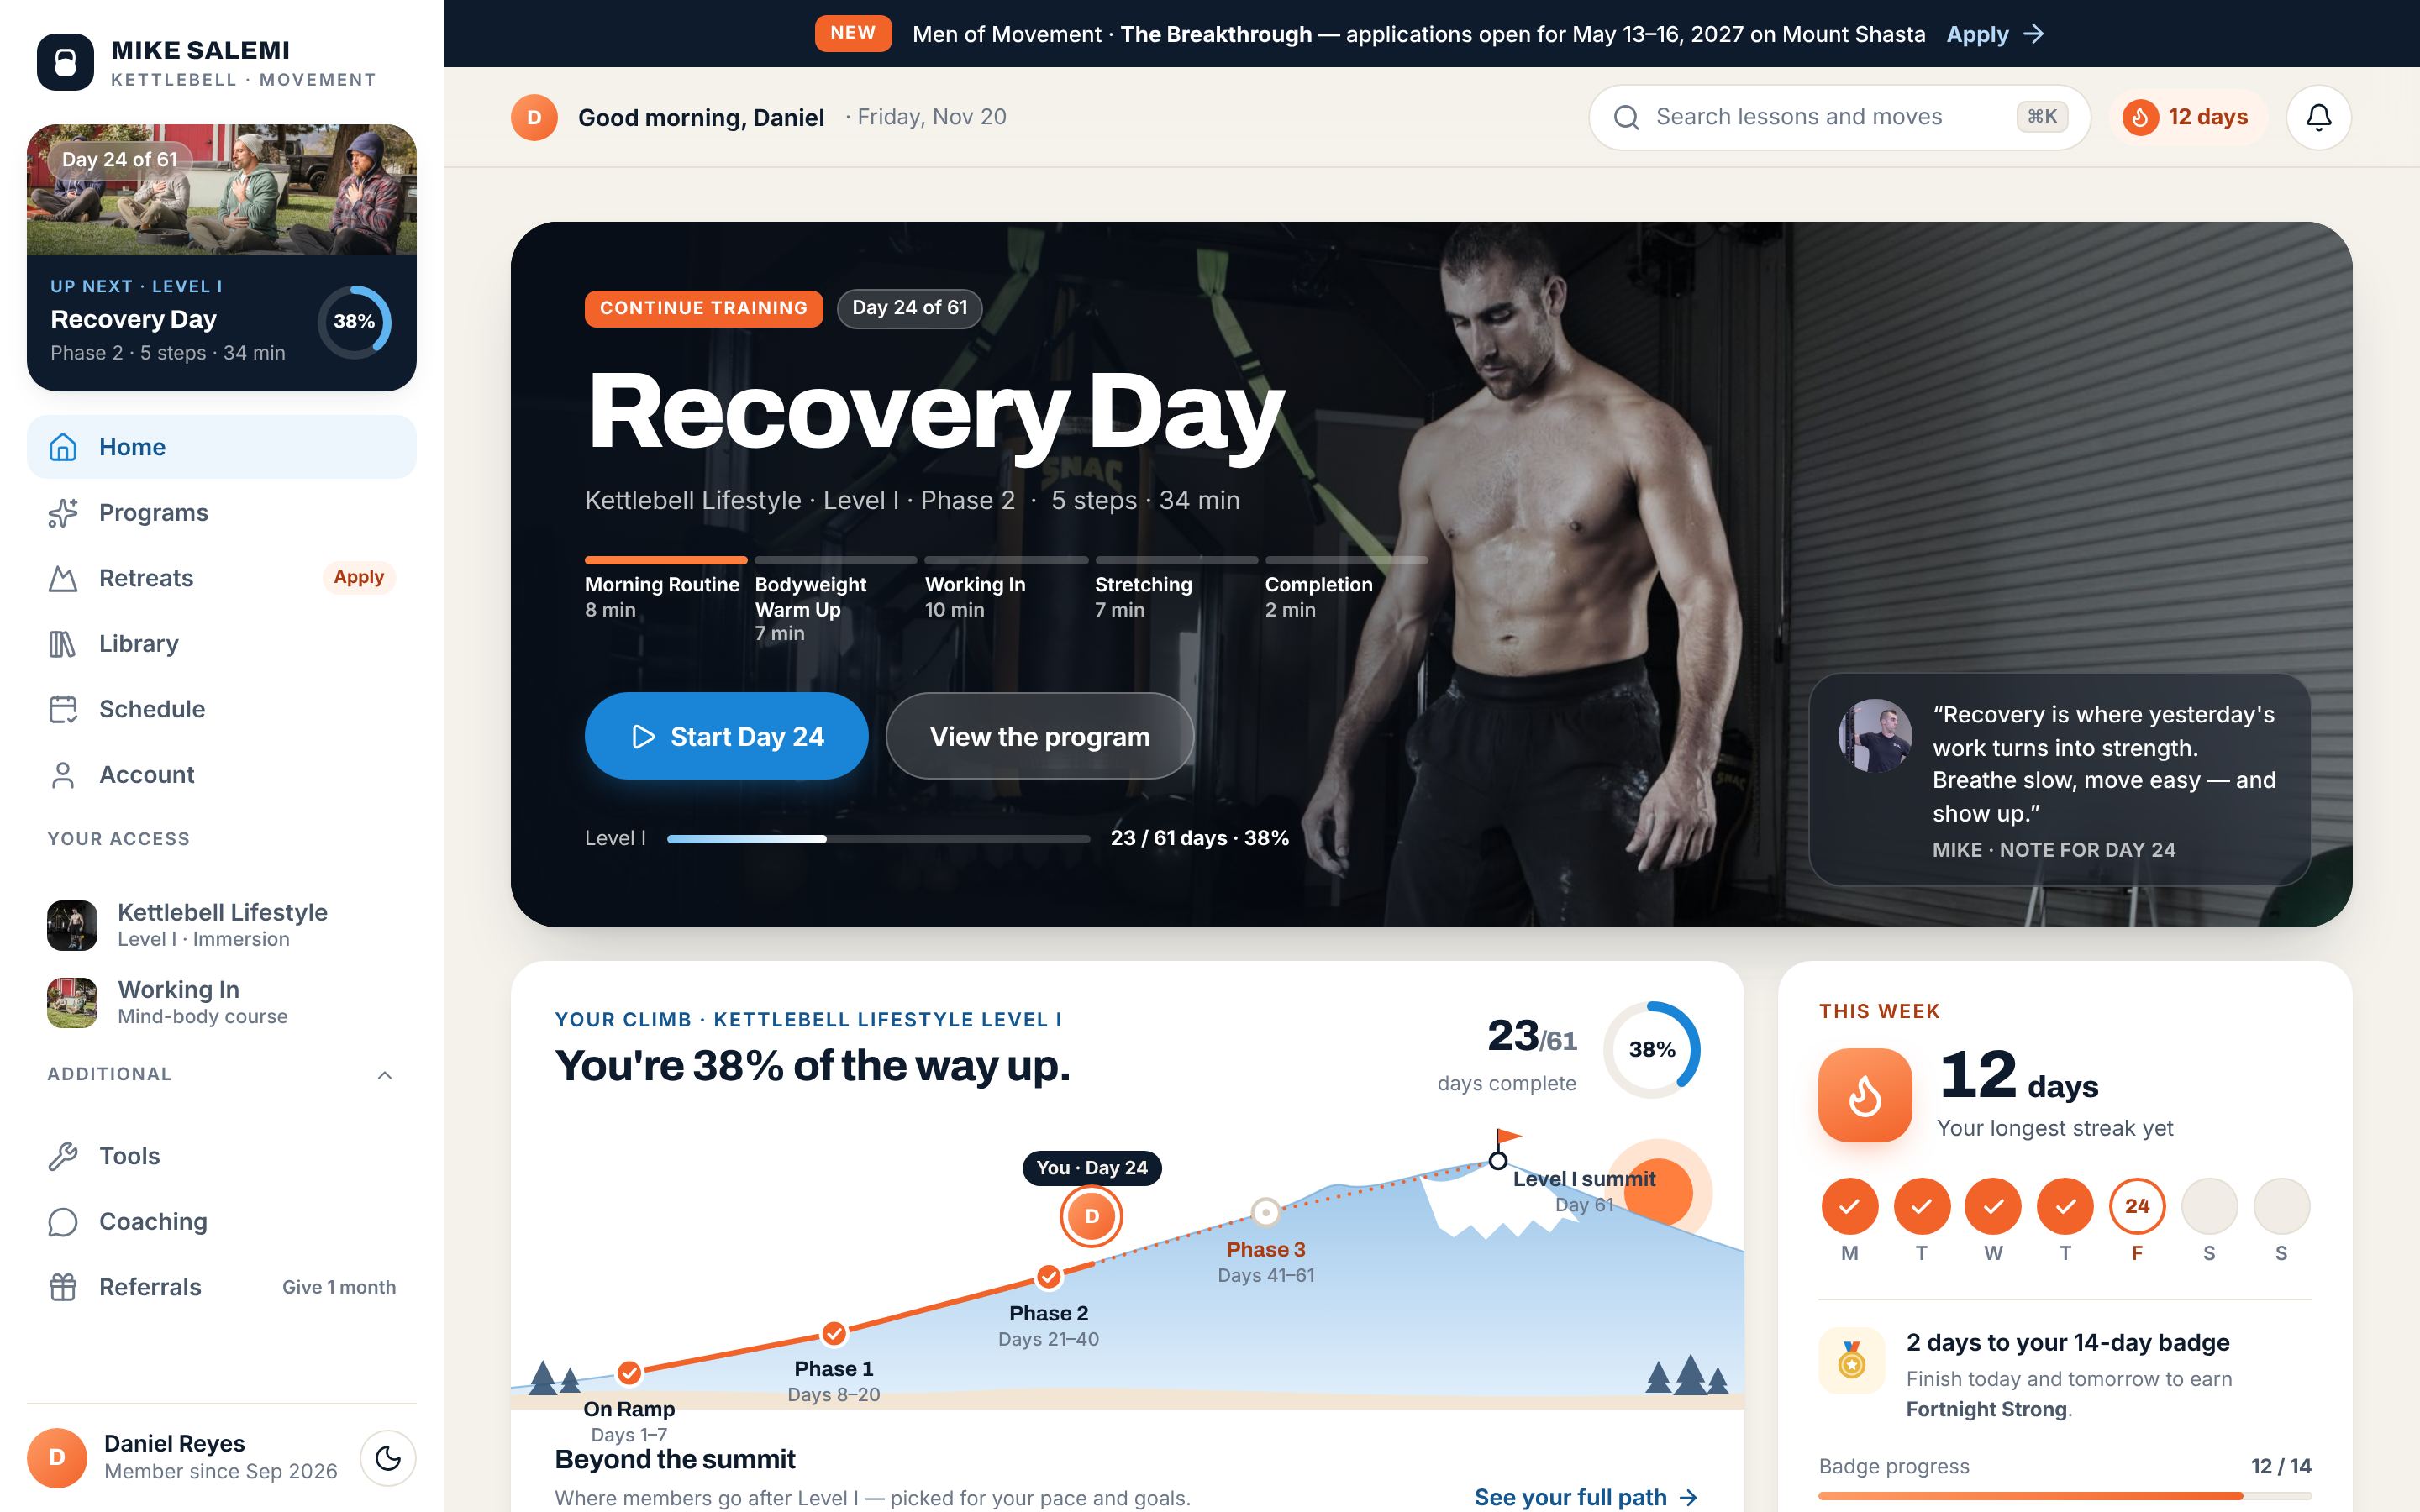 MIKE SALEMI
KETTLEBELL · MOVEMENT
Day 24 of 61
UP NEXT · LEVEL I
Recovery Day
Phase 2 · 5 steps · 34 min
38%
Home
Programs
Retreats
Apply
Library
Schedule
Account
YOUR ACCESS
Kettlebell Lifestyle
Level I · Immersion
Working In
Mind-body course
ADDITIONAL
Tools
Coaching
Referrals
Give 1 month
D
Daniel Reyes
Member since Sep 2026
NEW
Men of Movement · The Breakthrough — applications open for May 13–16, 2027 on Mount Shasta
Apply
D
Good morning, Daniel
· Friday, Nov 20
Search lessons and moves
⌘K
12 days
CONTINUE TRAINING
Day 24 of 61
Recovery Day
SNAC
Kettlebell Lifestyle · Level I · Phase 2 · 5 steps · 34 min
Morning Routine
8 min
Bodyweight
Warm Up
7 min
Working In
10 min
Stretching
7 min
Completion
2 min
Start Day 24
View the program
SNAC
Level I
23 / 61 days · 38%
“Recovery is where yesterday's
work turns into strength.
Breathe slow, move easy — and
show up.”
MIKE · NOTE FOR DAY 24
YOUR CLIMB · KETTLEBELL LIFESTYLE LEVEL I
You're 38% of the way up.
23/61
days complete
38%
You · Day 24
D
Level I summit
Day 61
Phase 3
Days 41–61
Phase 2
Days 21–40
Phase 1
Days 8–20
On Ramp
Days 1–7
Beyond the summit
Where members go after Level I — picked for your pace and goals.
See your full path
THIS WEEK
12 days
Your longest streak yet
24
M T W T F S S
2 days to your 14-day badge
Finish today and tomorrow to earn
Fortnight Strong.
Badge progress
12 / 14